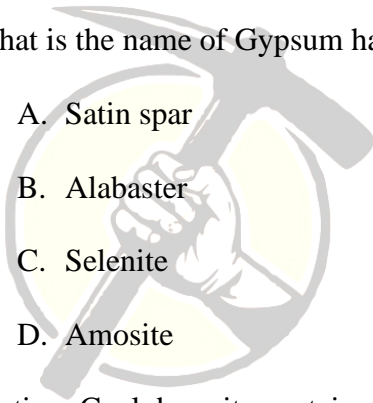 hat is the name of Gypsum ha
A. Satin spar
B. Alabaster
C. Selenite
D. Amosite